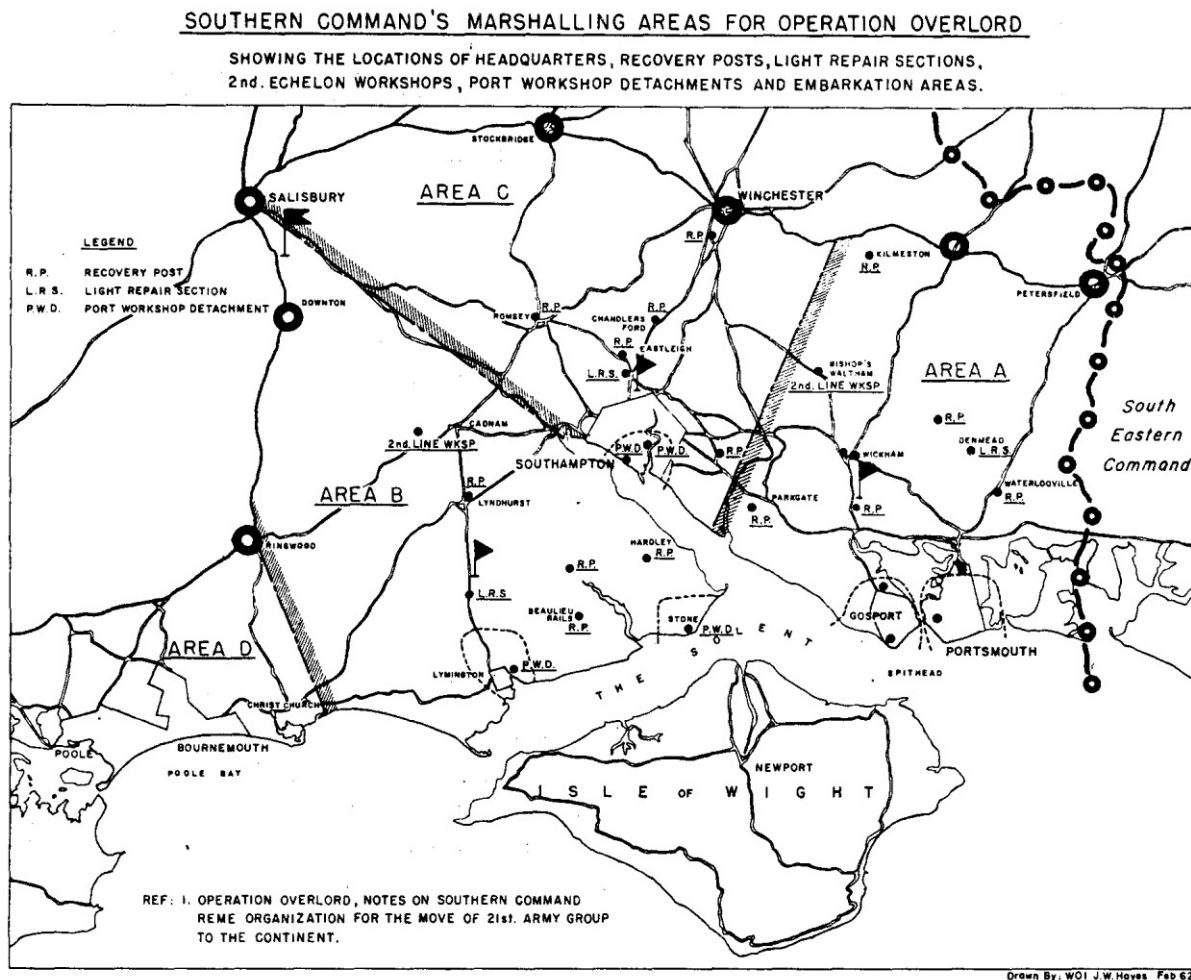 SOUTHERN COMMAND'S MARSHALLING AREAS FOR OPERATION OVERLORD
SHOWING THE LOCATIONS OF HEADQUARTERS, RECOVERY POSTS, LIGHT REPAIR SECTIONS,
2nd. ECHELON WORKSHOPS, PORT WORKSHOP DETACHMENTS AND EMBARKATION AREAS.
STOCKBRIDGE
SALISBURY
AREA C
WINCHESTER
LEGEND
R.P. RECOVERY POST
L.R.S. LIGHT REPAIR SECTION
P.W.D. PORT WORKSHOP DETACHMENT
R.P.
KILMESTON
R.P.
PETERSFIELD
DOWNTON
ROMSEY
R.P.
CHANDLERS
FORD
R.P.
R.P.
EASTLEIGH
L.R.S.
BISHOP'S
WALTHAM
2nd. LINE WKSP
AREA A
South
Eastern
Command
CADNAM
2nd. LINE WKSP
SOUTHAMPTON
P.W.D.
P.W.D.
R.P.
WICKHAM
R.P.
DENMEAD
L.R.S.
AREA B
R.P.
LYNDHURST
PARKGATE
R.P.
R.P.
WATERLOOVILLE
R.P.
RINGWOOD
HARDLEY
R.P.
R.P.
L.R.S
BEAULIEU
RAILS
R.P.
STONE
P.W.D.
GOSPORT
PORTSMOUTH
SPITHEAD
AREA D
LYMINGTON
P.W.D.
THE SOLENT
CHRISTCHURCH
POOLE
BOURNEMOUTH
POOLE BAY
NEWPORT
ISLE OF WIGHT
REF: 1. OPERATION OVERLORD, NOTES ON SOUTHERN COMMAND
REME ORGANIZATION FOR THE MOVE OF 21st. ARMY GROUP
TO THE CONTINENT.
Drawn By: WO1 J.W. Hayes Feb 62